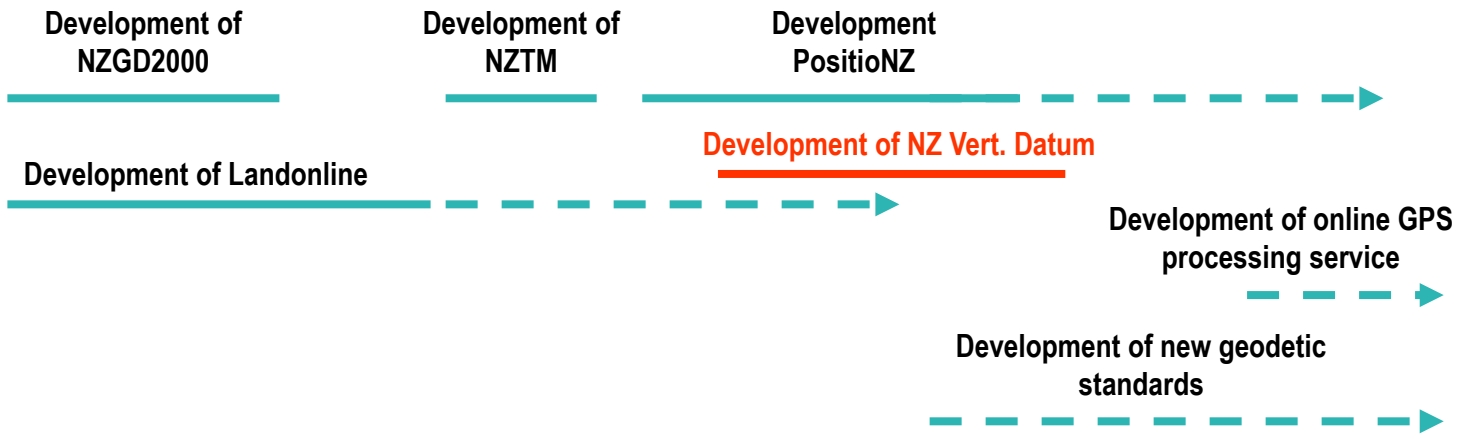 Development of
NZGD2000
Development of
NZTM
Development
PositioNZ
Development of NZ Vert. Datum
Development of Landonline
Development of online GPS
processing service
Development of new geodetic
standards